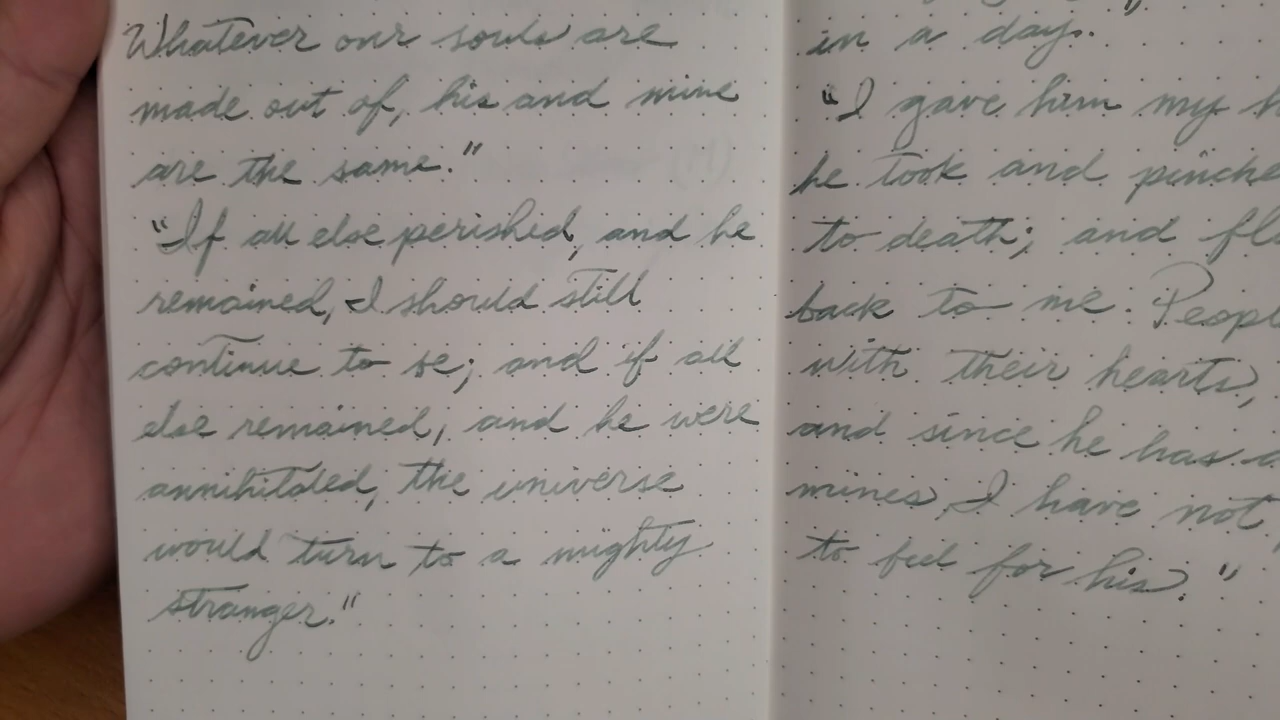 Whatever our souls are
made out of, his and mine
are the same."
"If all else perished, and he
remained, I should still
continue to be; and if all
else remained, and he were
annihilated, the universe
would turn to a mighty
stranger."
in a day."
"I gave him my
he took and pinche
to death; and fl
back to me. Peopl
with their hearts,
and since he has
mines, I have not
to feel for his."